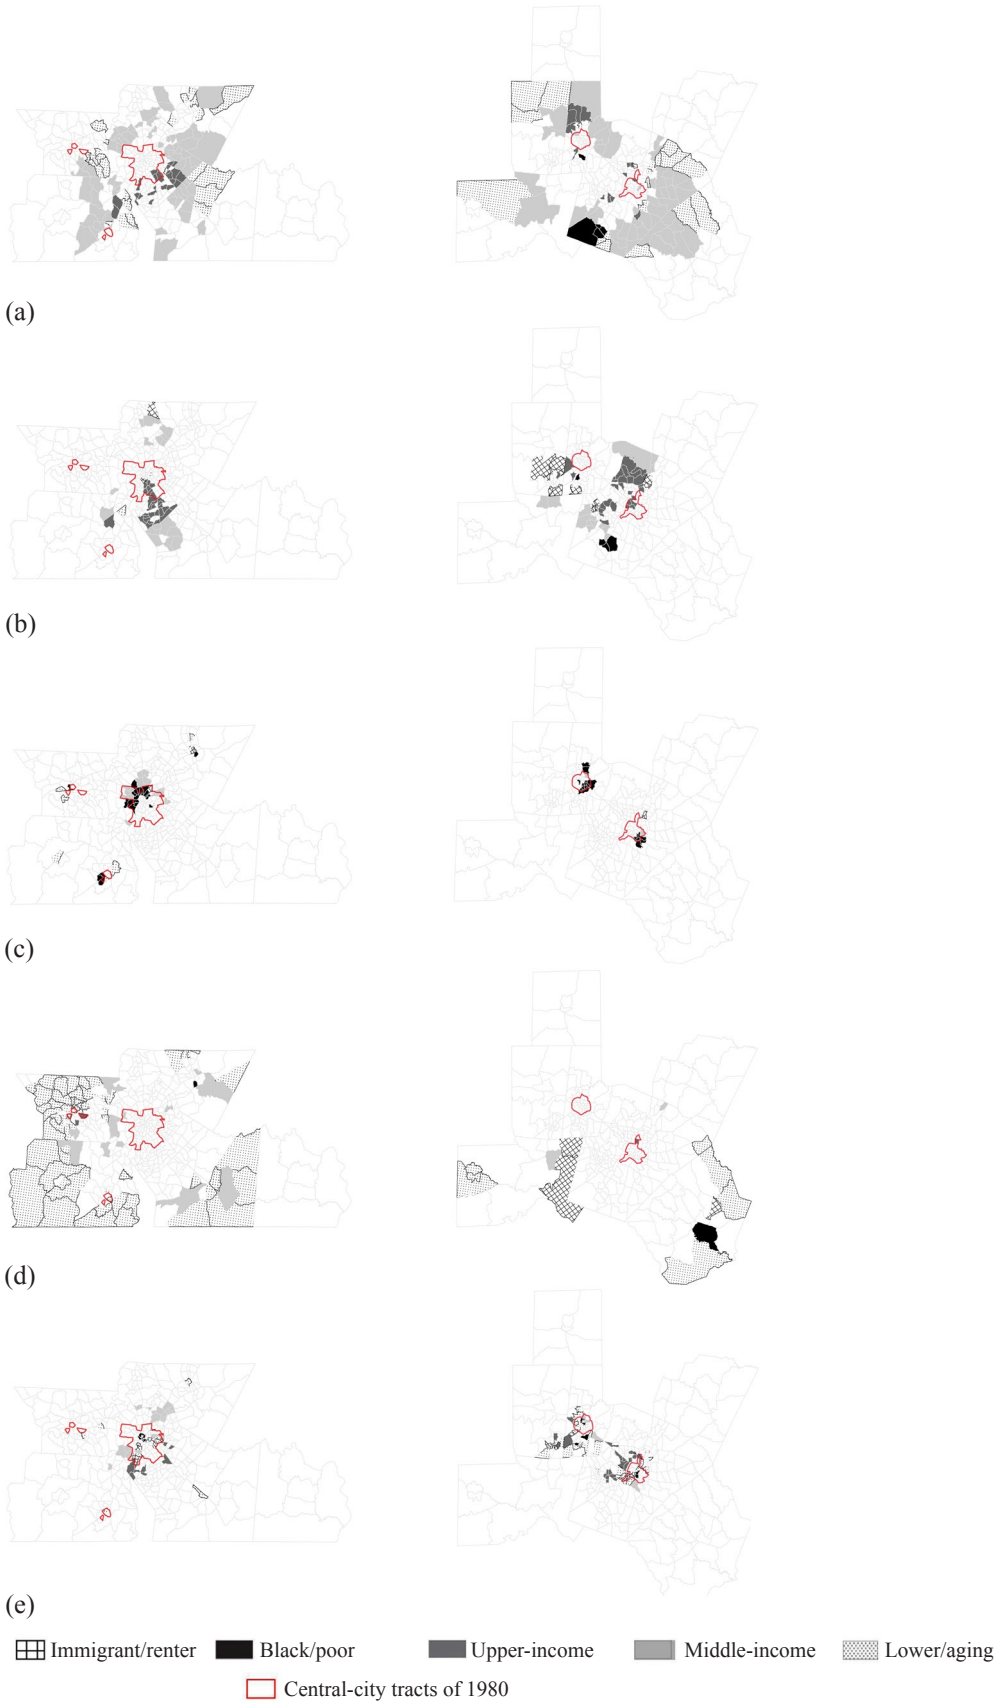 (a)
(b)
(c)
(d)
(e)
Immigrant/renter Black/poor Upper-income Middle-income Lower/aging
Central-city tracts of 1980